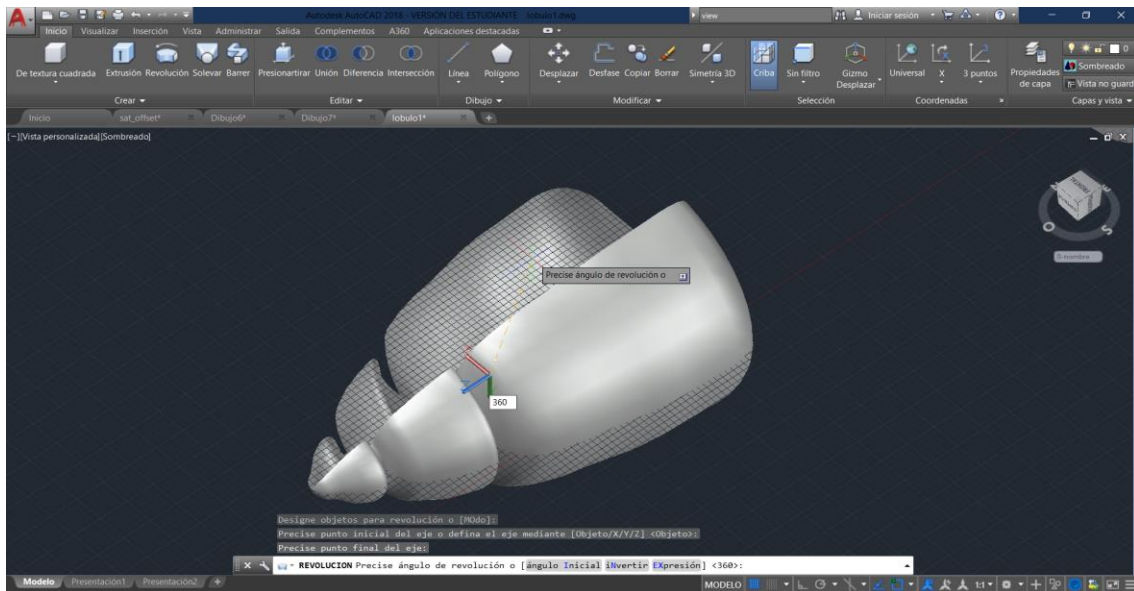 Autodesk AutoCAD 2018 - VERSIÓN DEL ESTUDIANTE lobulo1.dwg
view
Iniciar sesión
Inicio Visualizar Inserción Vista Administrar Salida Complementos A360 Aplicaciones destacadas
De textura cuadrada Extrusión Revolución Solevar Barrer Presionartirar Unión Diferencia Intersección Línea Polígono Desplazar Desfase Copiar Borrar Simetría 3D Criba Sin filtro Gizmo Desplazar Universal X 3 puntos Propiedades de capa
0
Sombreado
Vista no guard
Crear Editar Dibujo Modificar Selección Coordenadas Capas y vista
Inicio sat_offset* Dibujo6* Dibujo7* lobulo1*
[−][Vista personalizada][Sombreado]
Precise ángulo de revolución o
360
Designe objetos para revolución o [MOdo]:
Precise punto inicial del eje o defina el eje mediante [Objeto/X/Y/Z] <Objeto>:
Precise punto final del eje:
REVOLUCION Precise ángulo de revolución o [ángulo Inicial iNvertir EXpresión] <360>:
Modelo Presentación1 Presentación2 +
MODELO 1:1